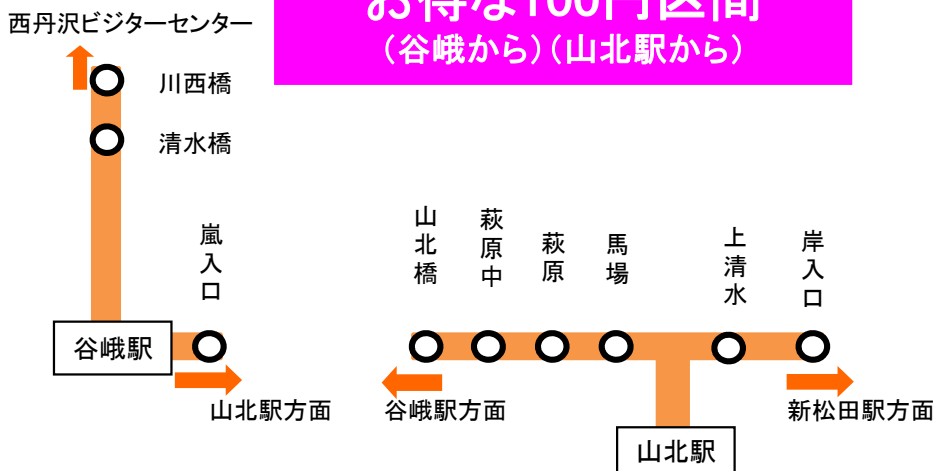 お得な100円区間
(谷峨から)(山北駅から)
西丹沢ビジターセンター
川西橋
清水橋
嵐入口
谷峨駅
山北駅方面
山北橋
萩原中
萩原
馬場
上清水
岸入口
谷峨駅方面
新松田駅方面
山北駅